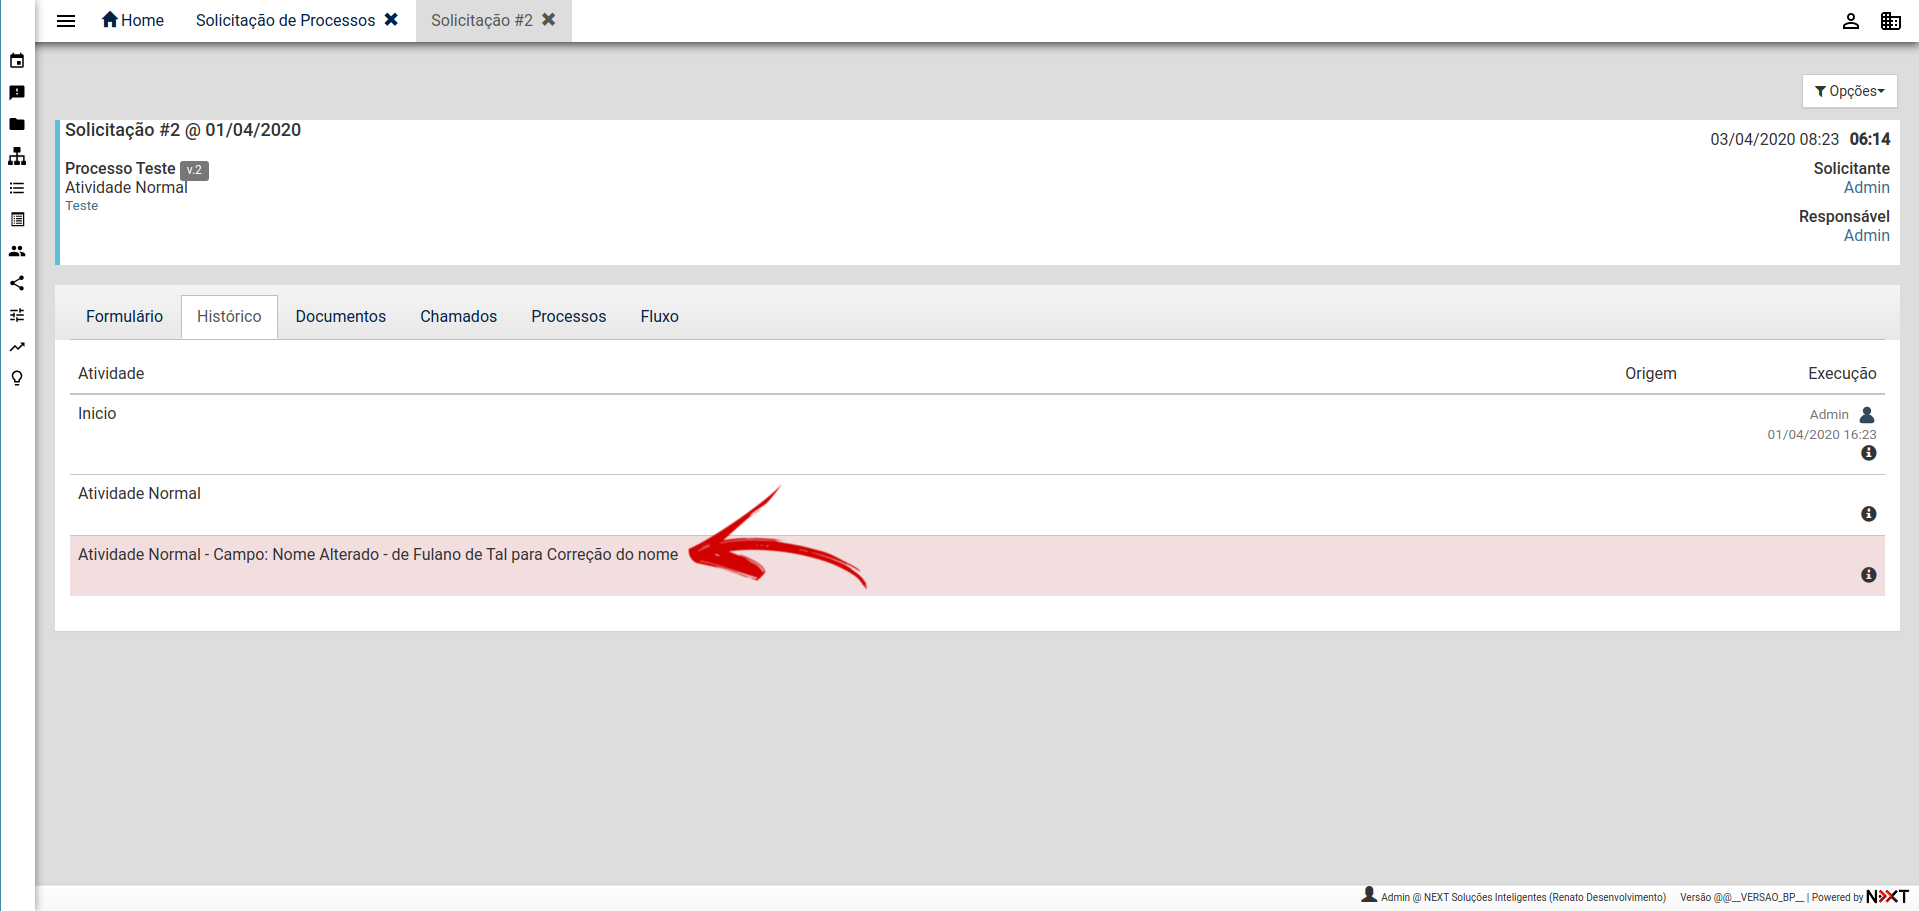 Home
Solicitação de Processos
Solicitação #2
Opções
Solicitação #2 @ 01/04/2020
03/04/2020 08:23 06:14
Processo Teste v.2
Solicitante
Atividade Normal
Admin
Teste
Responsável
Admin
Formulário
Histórico
Documentos
Chamados
Processos
Fluxo
Atividade
Origem
Execução
Inicio
Admin
01/04/2020 16:23
Atividade Normal
Atividade Normal - Campo: Nome Alterado - de Fulano de Tal para Correção do nome
Admin @ NEXT Soluções Inteligentes (Renato Desenvolvimento)
Versão @@__VERSAO_BP__ | Powered by NEXXT